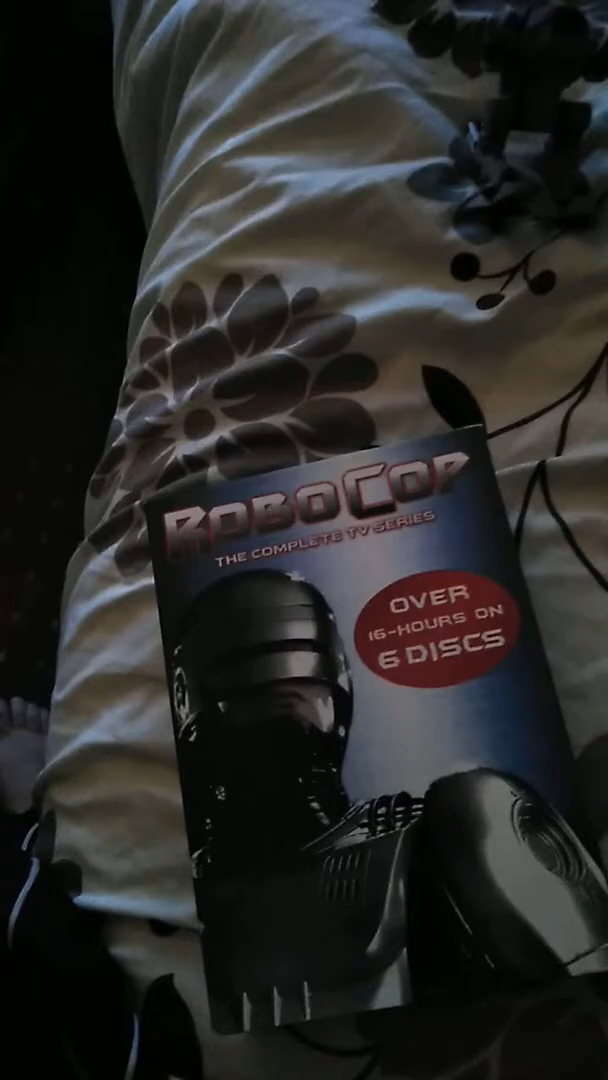 ROBOCOP
THE COMPLETE TV SERIES
OVER
16-HOURS ON
6 DISCS